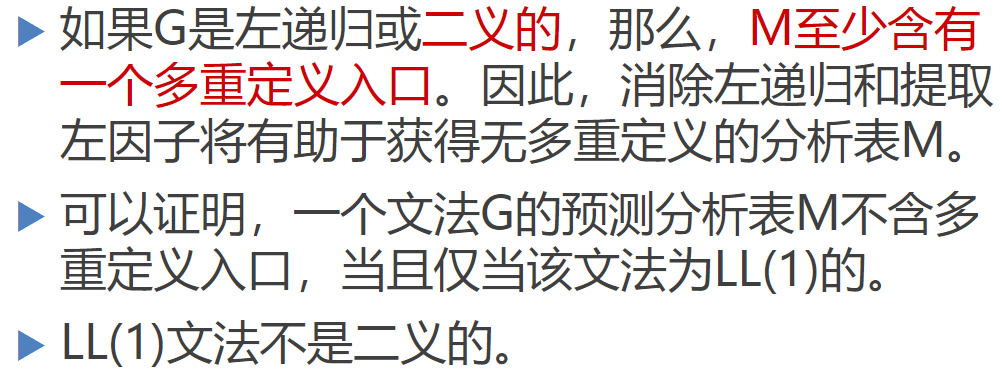 如果G是左递归或二义的，那么，M至少含有
一个多重定义入口。因此，消除左递归和提取
左因子将有助于获得无多重定义的分析表M。
可以证明，一个文法G的预测分析表M不含多
重定义入口，当且仅当该文法为LL(1)的。
LL(1)文法不是二义的。